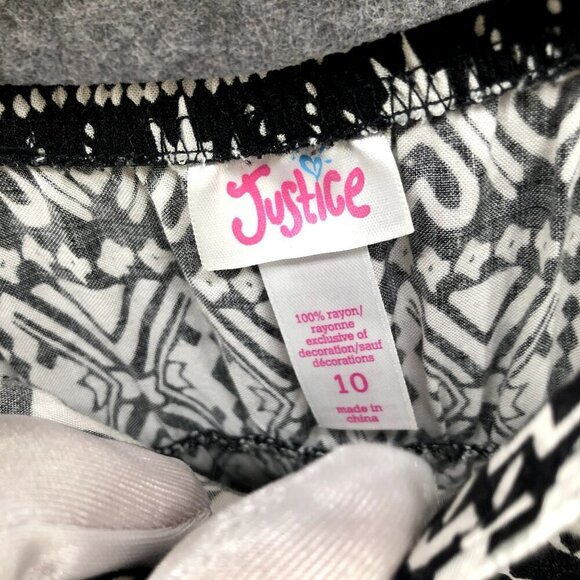 Justice
100% rayon/
rayonne
exclusive of
decoration/sauf
décorations
10
made in
china